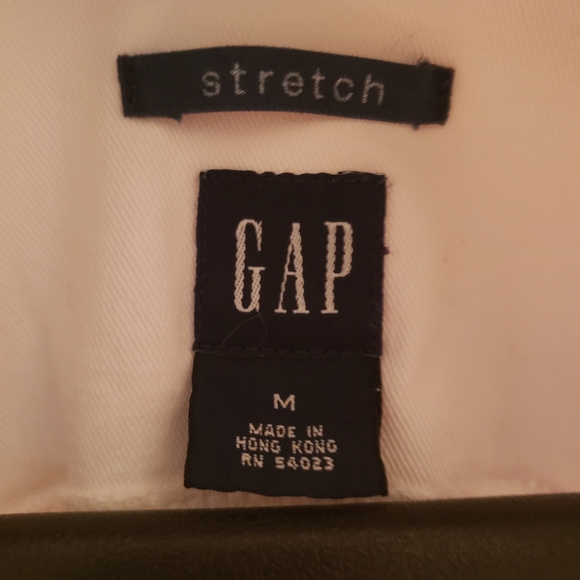 stretch
GAP
M
MADE IN
HONG KONG
RN 54023